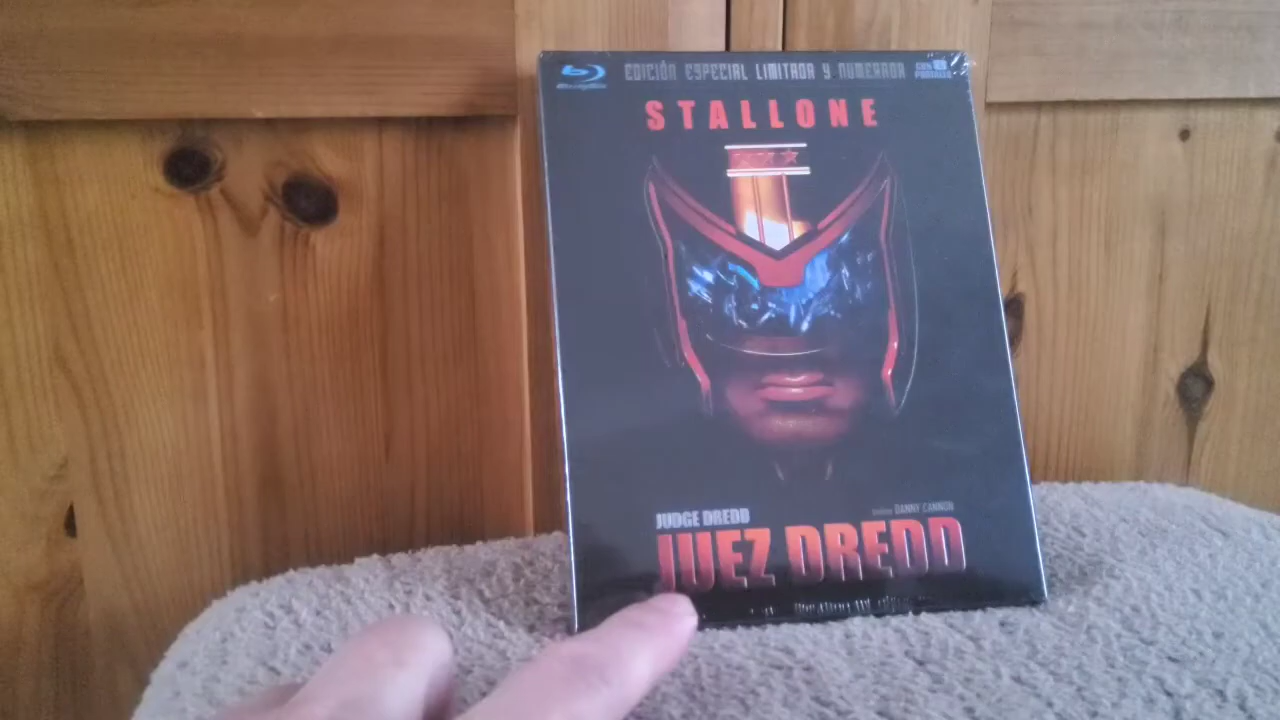 EDICIÓN ESPECIAL LIMITADA Y NUMERADA
STALLONE
JUDGE DREDD
DANNY CANNON
JUEZ DREDD